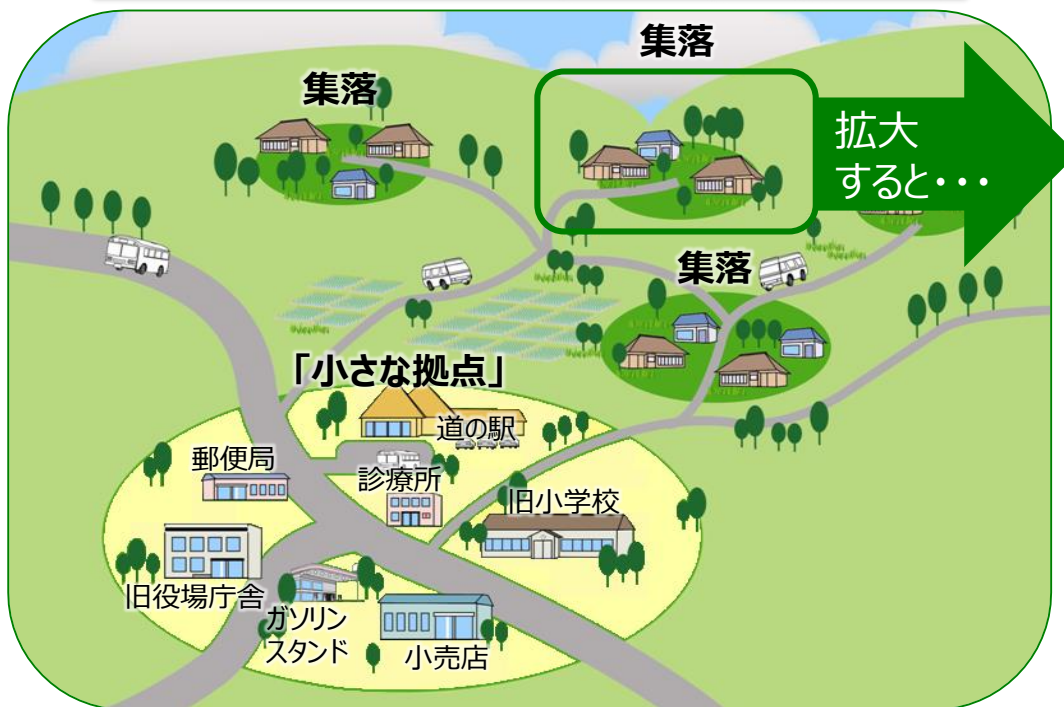 集落
集落
拡大
すると・・・
集落
「小さな拠点」
道の駅
郵便局
診療所
旧小学校
旧役場庁舎
ガソリン
スタンド
小売店